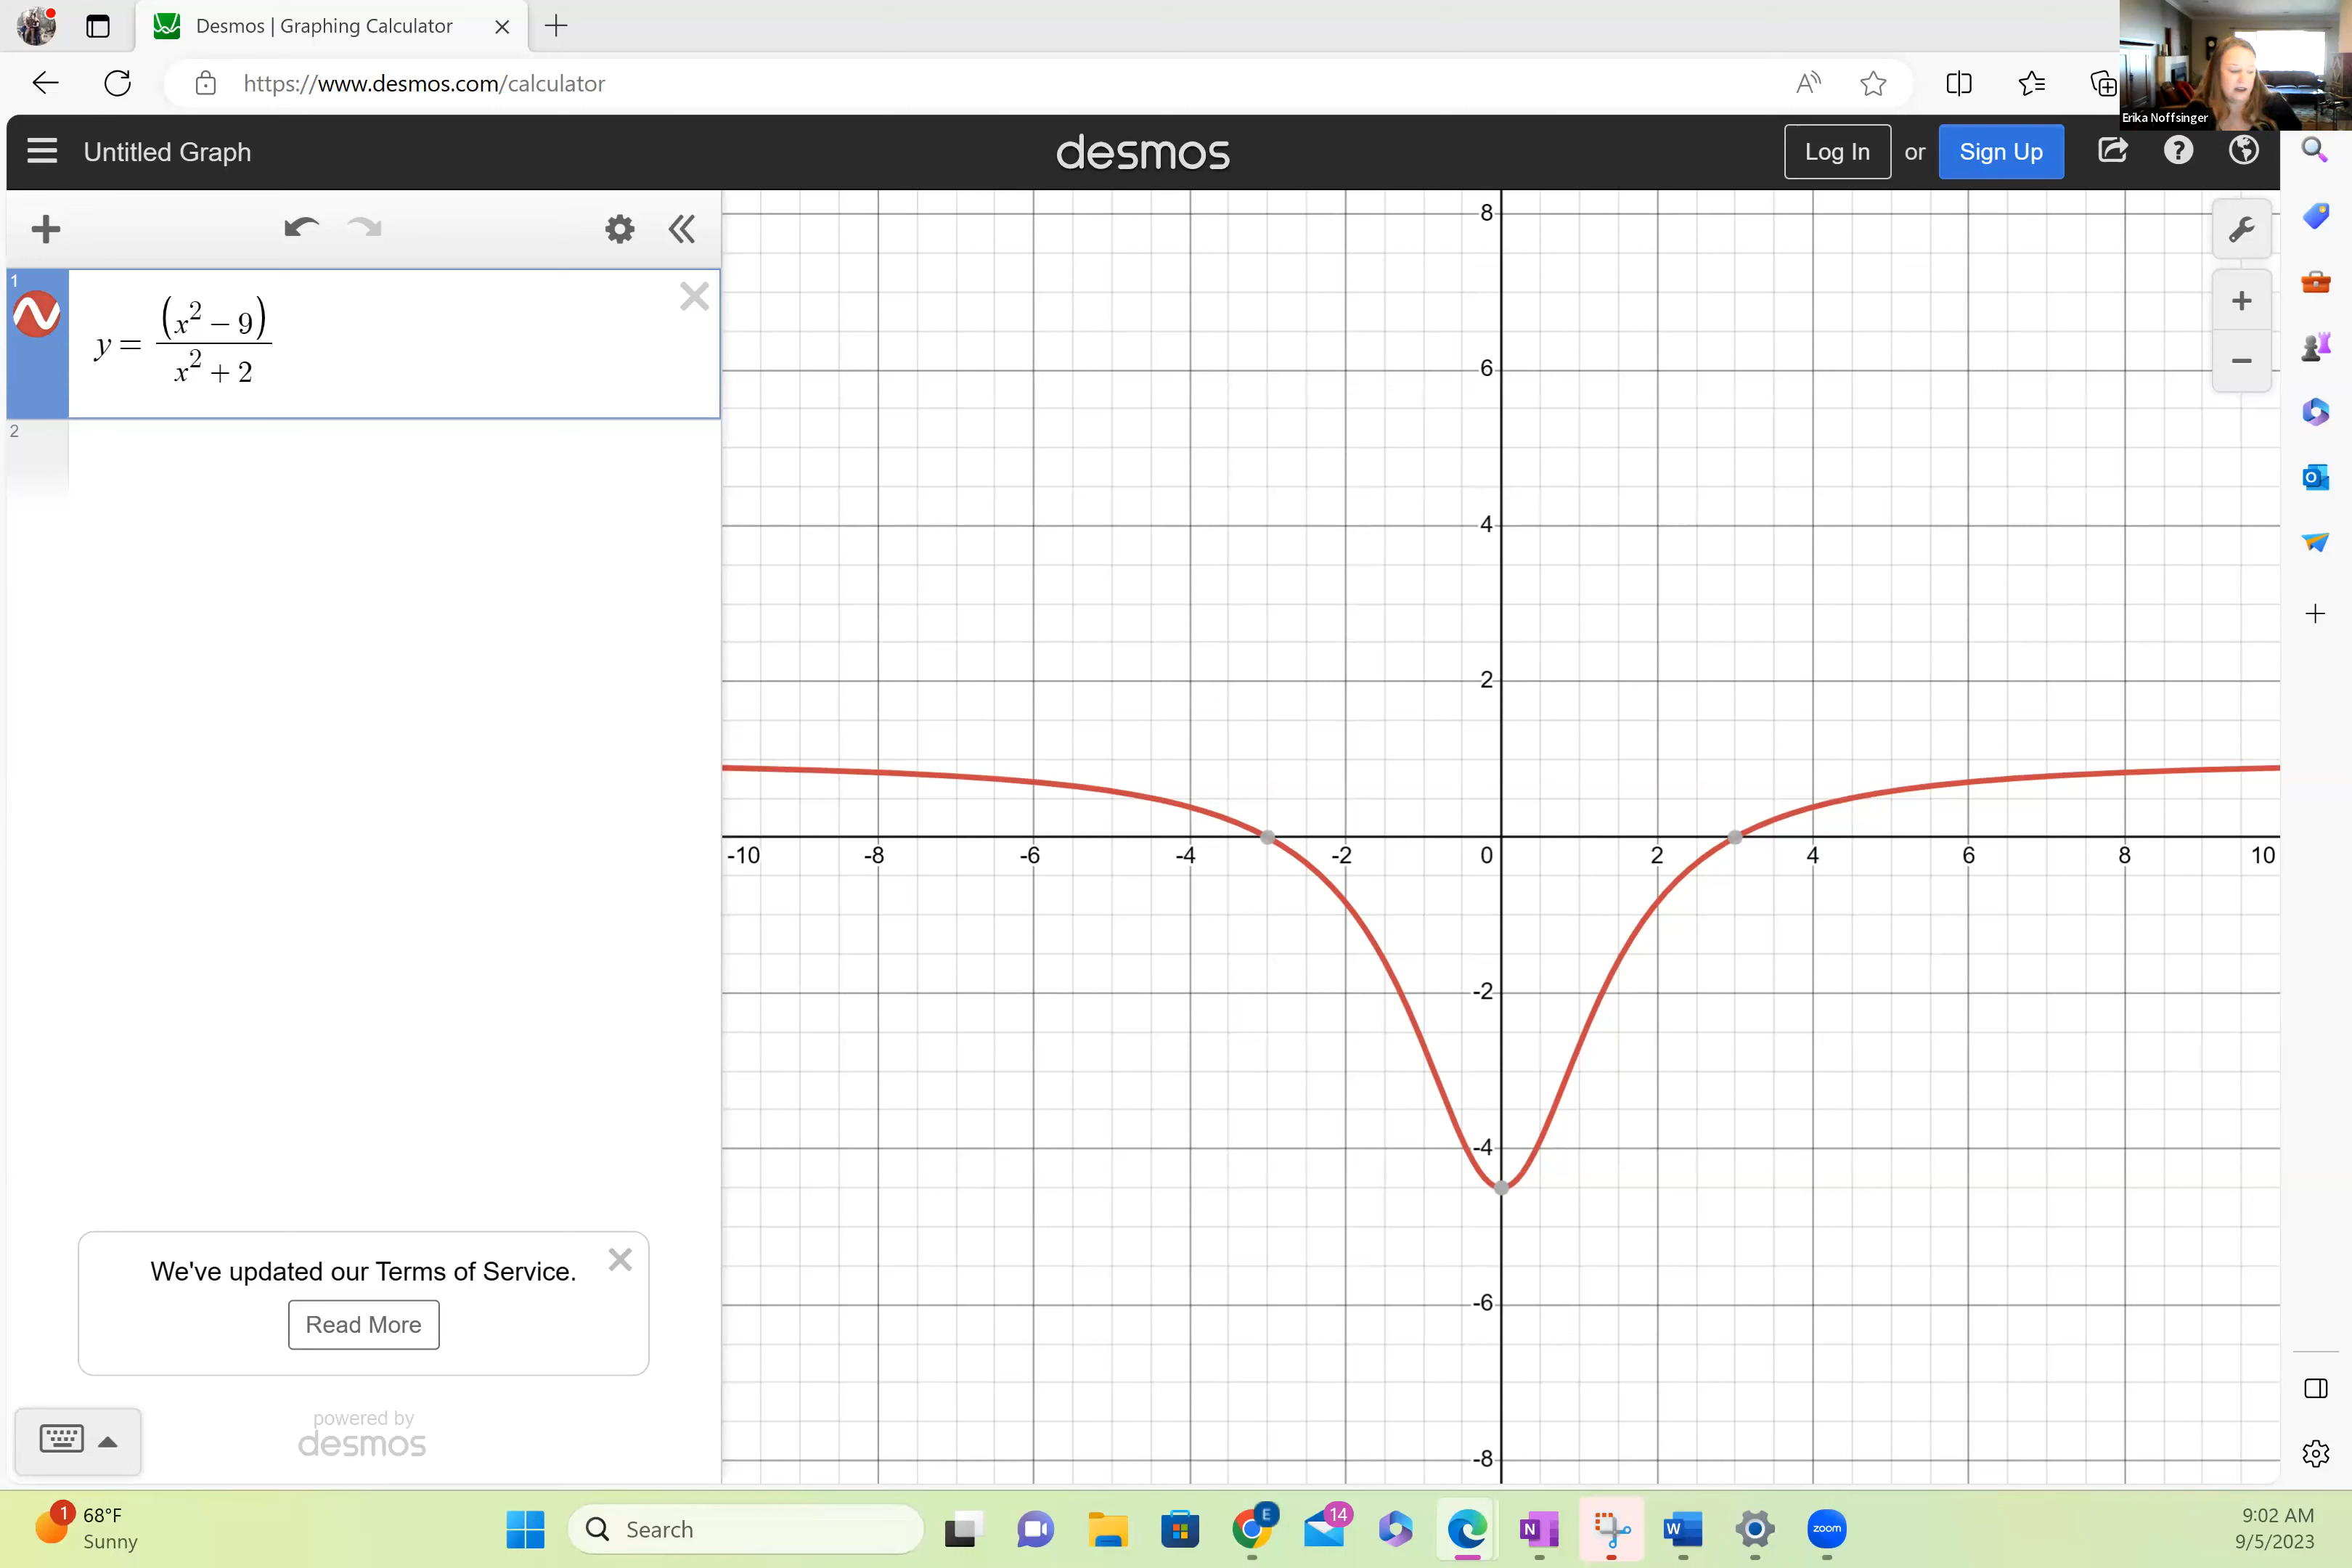 Desmos | Graphing Calculator
https://www.desmos.com/calculator
Erika Noffsinger
Untitled Graph
desmos
Log In or Sign Up
1
y = (x² − 9) / x² + 2
2
8
6
4
2
-10 -8 -6 -4 -2 0 2 4 6 8 10
-2
-4
-6
-8
We've updated our Terms of Service.
Read More
powered by
desmos
1
68°F
Sunny
Search
E
14
N
W
zoom
9:02 AM
9/5/2023